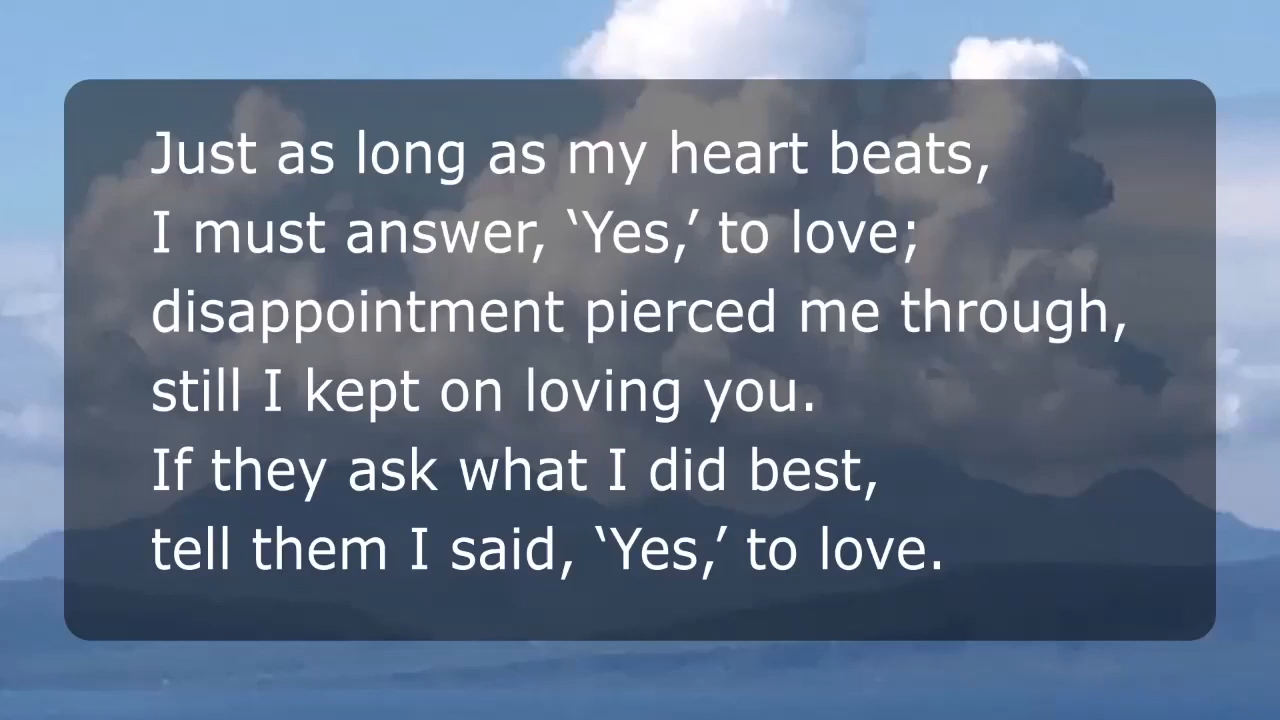 Just as long as my heart beats,
I must answer, ‘Yes,’ to love;
disappointment pierced me through,
still I kept on loving you.
If they ask what I did best,
tell them I said, ‘Yes,’ to love.